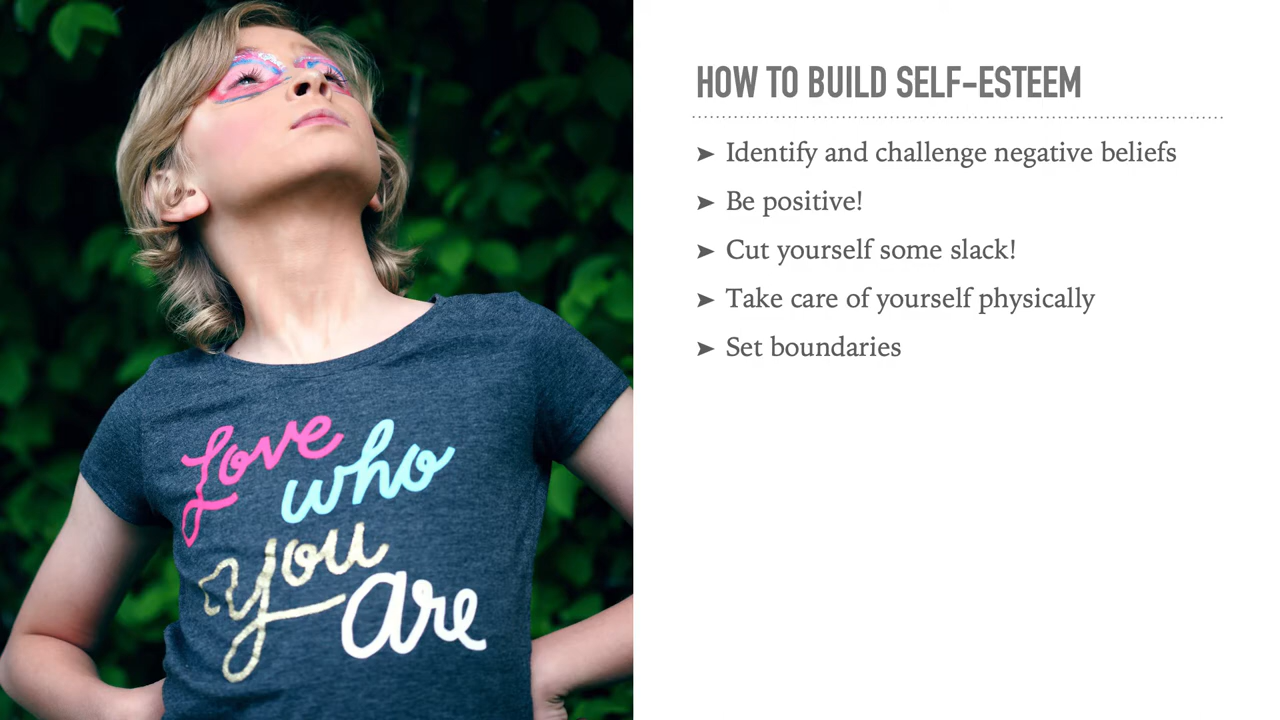 Love
who
you
are
HOW TO BUILD SELF-ESTEEM
➤ Identify and challenge negative beliefs
➤ Be positive!
➤ Cut yourself some slack!
➤ Take care of yourself physically
➤ Set boundaries